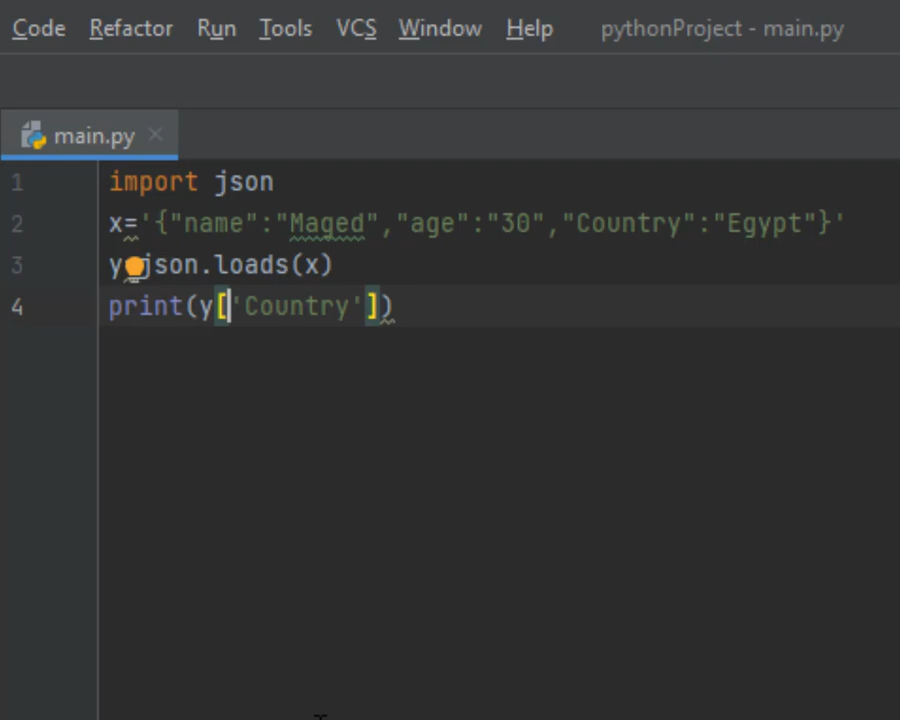 Code Refactor Run Tools VCS Window Help pythonProject - main.py
main.py
1 import json
2 x='{"name":"Maged","age":"30","Country":"Egypt"}'
3 y json.loads(x)
4 print(y['Country'])